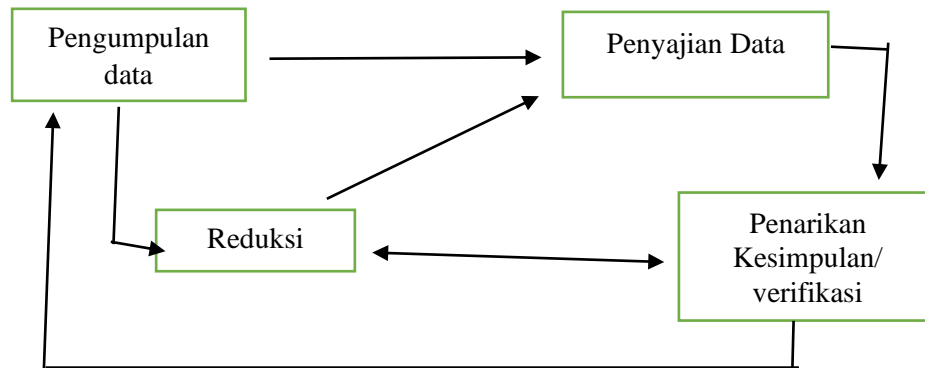 Pengumpulan
data
Penyajian Data
Reduksi
Penarikan
Kesimpulan/
verifikasi